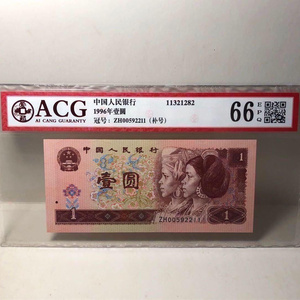 ACG
AI CANG GUARANTY
中国人民银行 11321282
1996年壹圆
冠号：ZH00592211（补号）
66 EPQ
中国人民银行
1
壹圆
1
1
ZH00592211